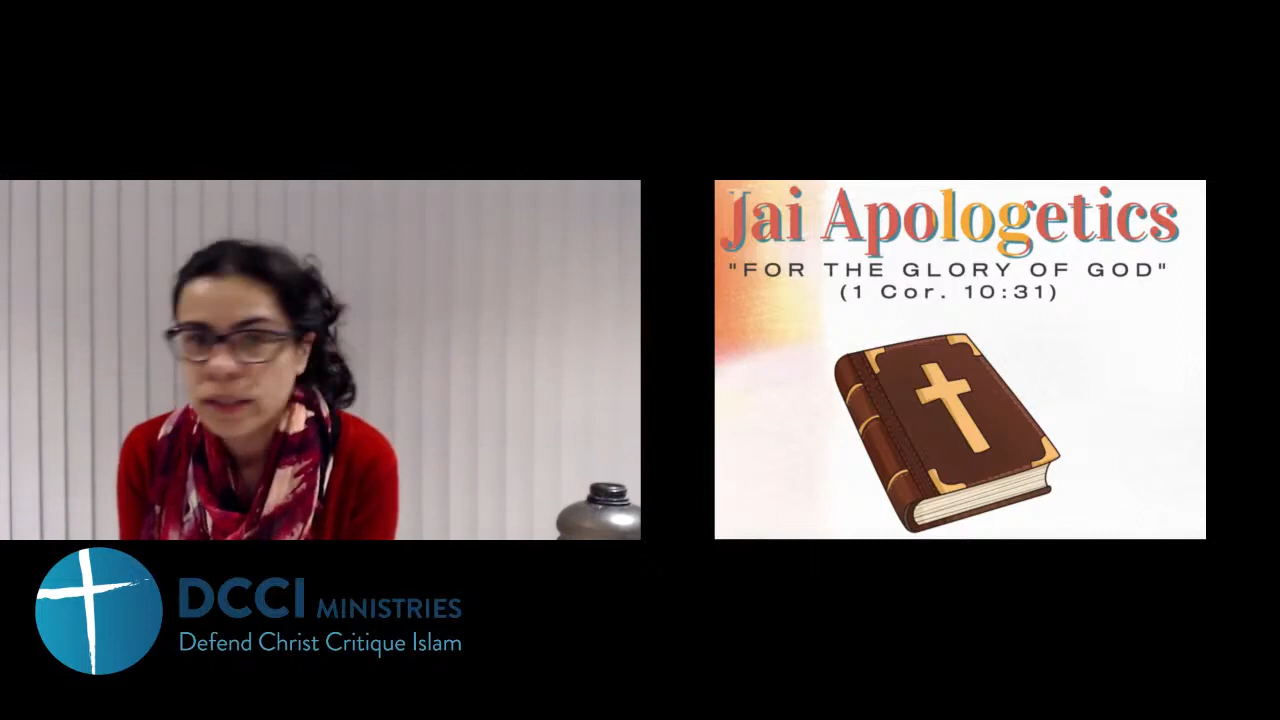 Jai Apologetics
"FOR THE GLORY OF GOD"
(1 Cor. 10:31)
DCCI MINISTRIES
Defend Christ Critique Islam